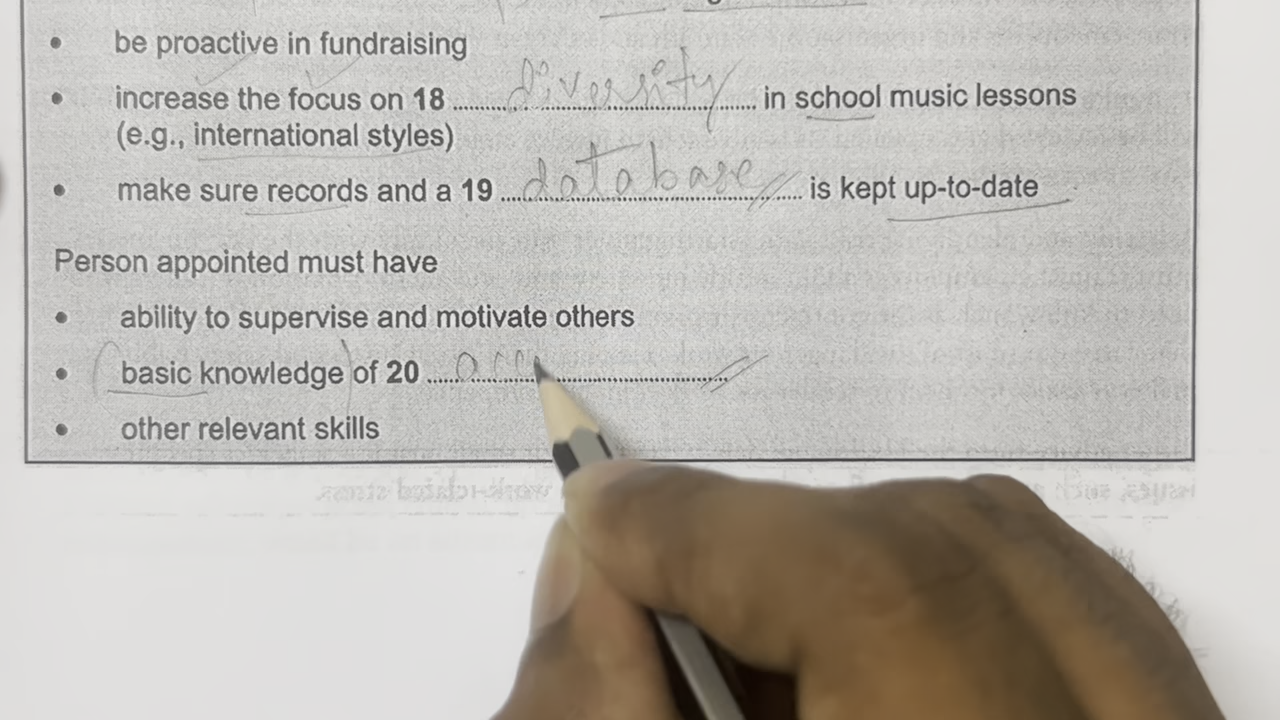 • be proactive in fundraising
• increase the focus on 18 ........diversity........ in school music lessons
(e.g., international styles)
• make sure records and a 19 ....database........ is kept up-to-date
Person appointed must have
• ability to supervise and motivate others
• basic knowledge of 20 ....acc........................
• other relevant skills